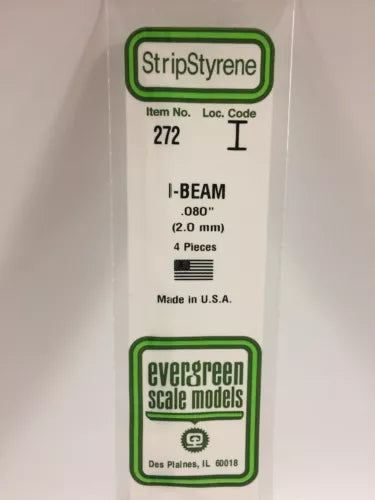 StripStyrene
Item No. Loc. Code
272 I
I-BEAM
.080"
(2.0 mm)
4 Pieces
Made in U.S.A.
evergreen
scale models
Des Plaines, IL 60018